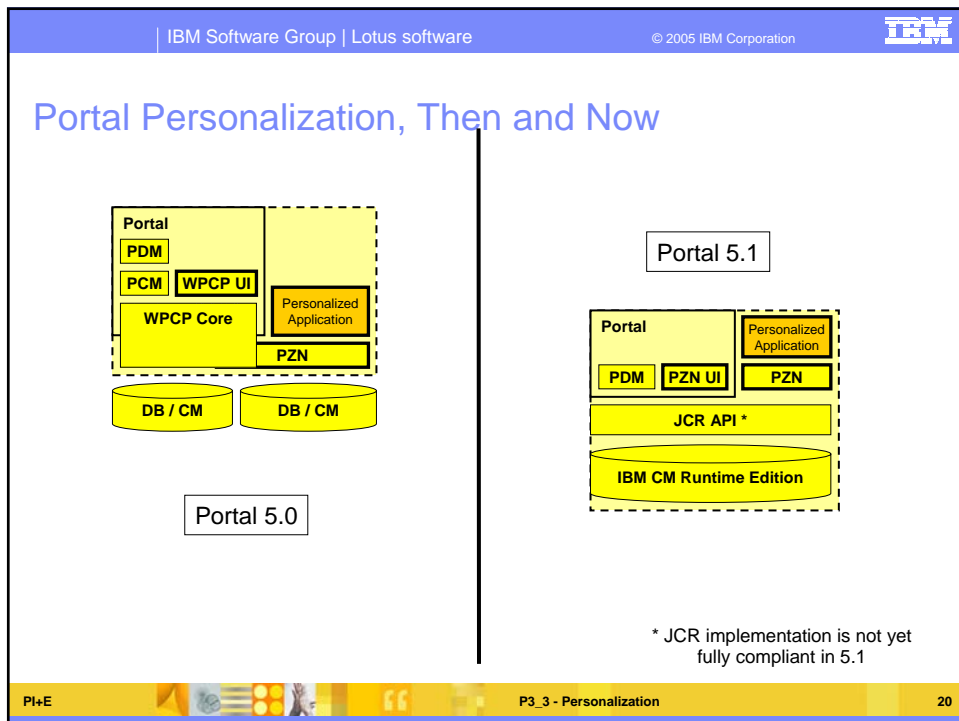 IBM Software Group | Lotus software
© 2005 IBM Corporation
IBM
Portal Personalization, Then and Now
Portal
PDM
PCM
WPCP UI
WPCP Core
Personalized
Application
PZN
DB / CM
DB / CM
Portal 5.0
Portal 5.1
Portal
Personalized
Application
PDM
PZN UI
PZN
JCR API *
IBM CM Runtime Edition
* JCR implementation is not yet
fully compliant in 5.1
PI+E
P3_3 - Personalization
20